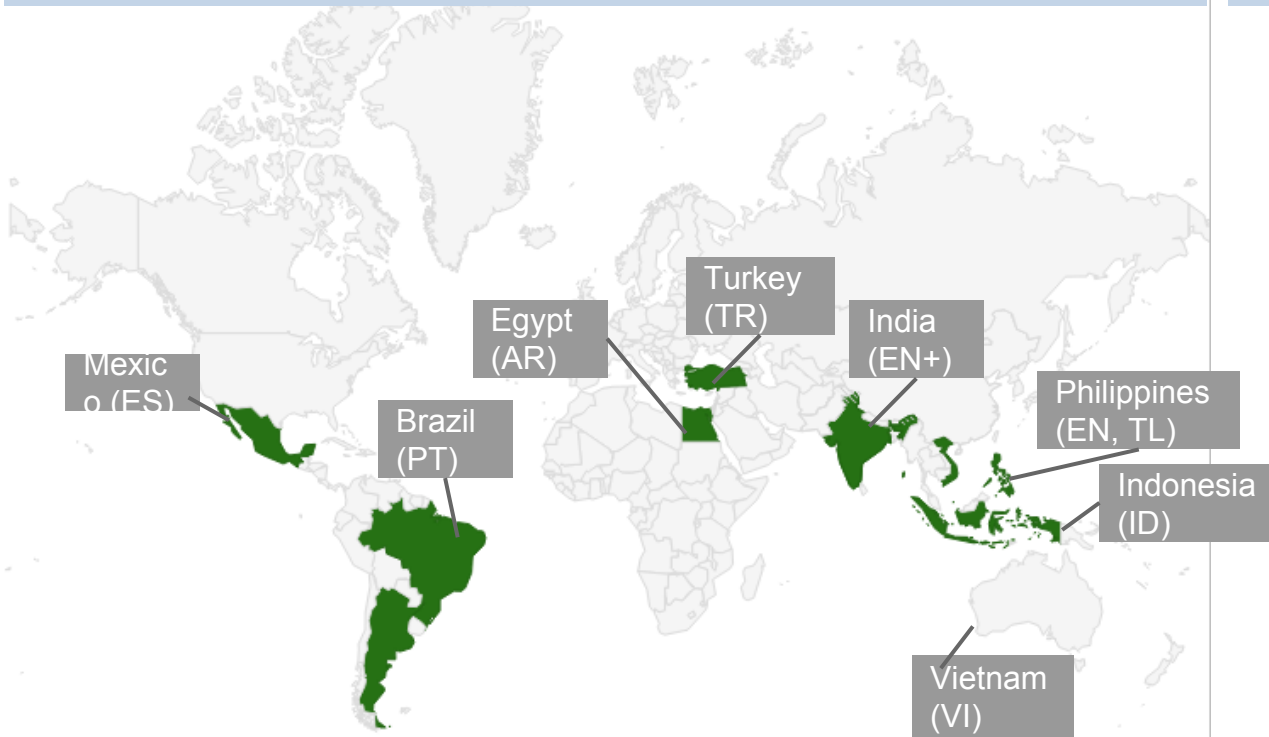 Turkey
(TR)
Egypt
(AR)
India
(EN+)
Mexic
o (ES)
Philippines
(EN, TL)
Brazil
(PT)
Indonesia
(ID)
Vietnam
(VI)